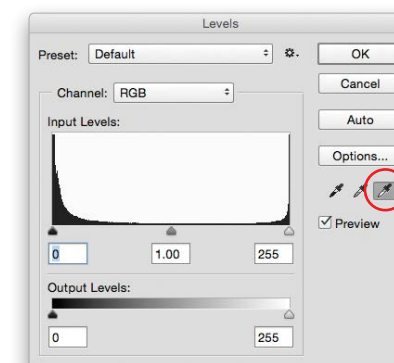 Levels
Preset: Default
OK
Cancel
Channel: RGB
Auto
Input Levels:
Options...
Preview
0 1.00 255
Output Levels:
0 255